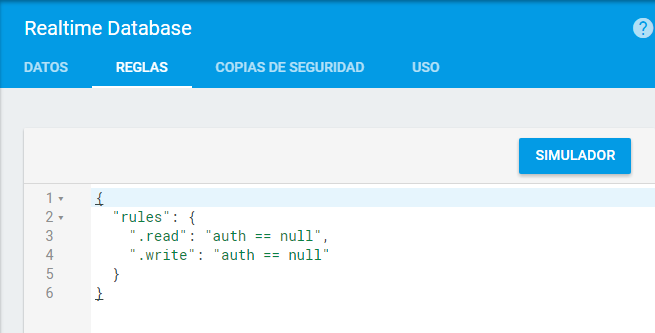 Realtime Database ?
DATOS REGLAS COPIAS DE SEGURIDAD USO
SIMULADOR
1 {
2 "rules": {
3 ".read": "auth == null",
4 ".write": "auth == null"
5 }
6 }